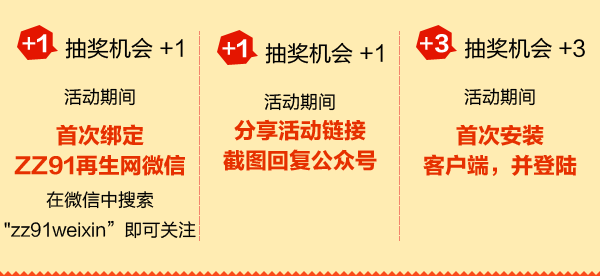 +1 抽奖机会 +1
活动期间
首次绑定
ZZ91再生网微信
在微信中搜索
"zz91weixin”即可关注
+1 抽奖机会 +1
活动期间
分享活动链接
截图回复公众号
+3 抽奖机会 +3
活动期间
首次安装
客户端，并登陆